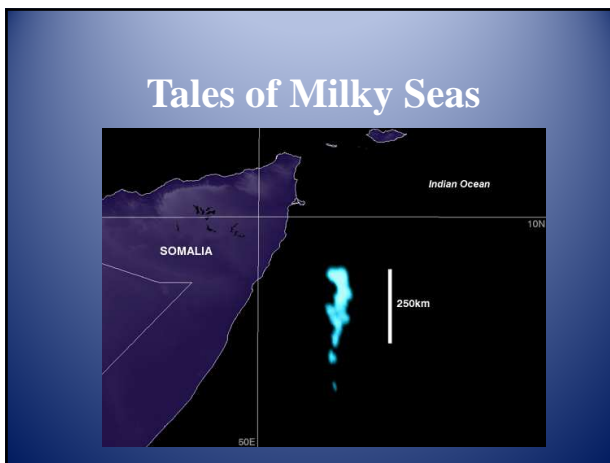 Tales of Milky Seas
Indian Ocean
10N
SOMALIA
250km
50E